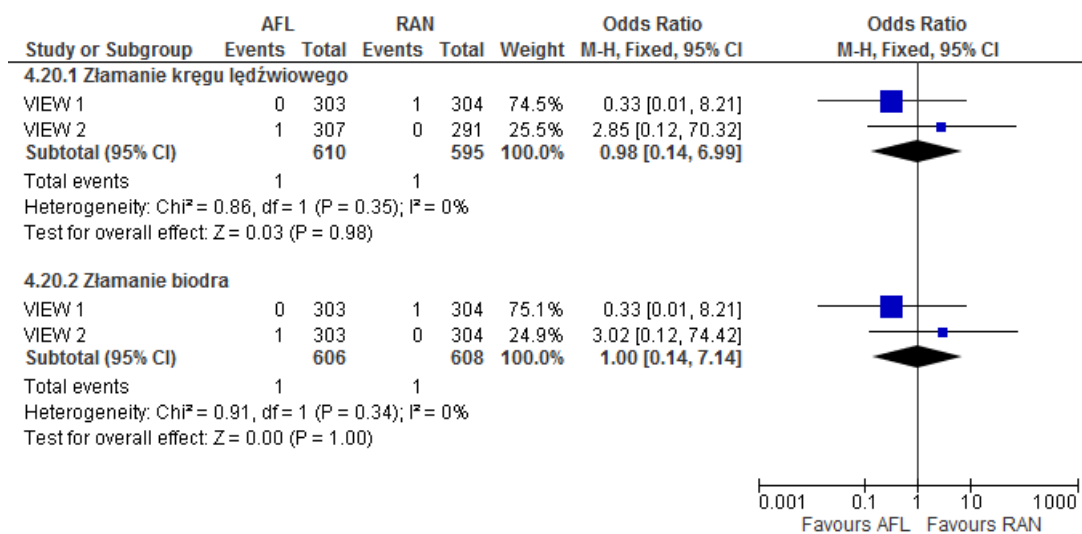 AFL RAN Odds Ratio Odds Ratio
Study or Subgroup Events Total Events Total Weight M-H, Fixed, 95% CI M-H, Fixed, 95% CI
4.20.1 Złamanie kręgu lędźwiowego
VIEW 1 0 303 1 304 74.5% 0.33 [0.01, 8.21]
VIEW 2 1 307 0 291 25.5% 2.85 [0.12, 70.32]
Subtotal (95% CI) 610 595 100.0% 0.98 [0.14, 6.99]
Total events 1 1
Heterogeneity: Chi² = 0.86, df = 1 (P = 0.35); I² = 0%
Test for overall effect: Z = 0.03 (P = 0.98)
4.20.2 Złamanie biodra
VIEW 1 0 303 1 304 75.1% 0.33 [0.01, 8.21]
VIEW 2 1 303 0 304 24.9% 3.02 [0.12, 74.42]
Subtotal (95% CI) 606 608 100.0% 1.00 [0.14, 7.14]
Total events 1 1
Heterogeneity: Chi² = 0.91, df = 1 (P = 0.34); I² = 0%
Test for overall effect: Z = 0.00 (P = 1.00)
0.001 0.1 1 10 1000
Favours AFL Favours RAN